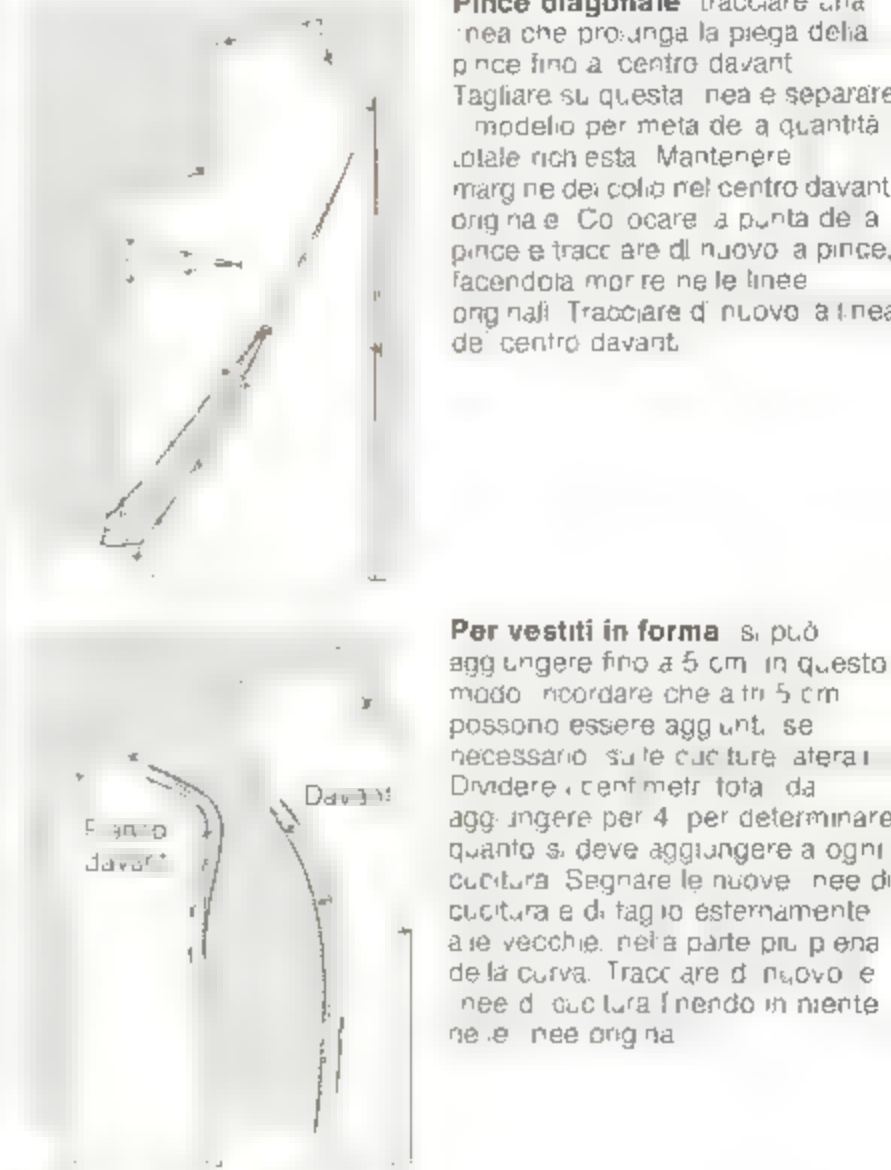 Pince diagonale tracciare una
linea che prolunga la piega della
pince fino al centro davanti
Tagliare su questa linea e separare
il modello per metà della quantità
totale richiesta Mantenere
margine del collo nel centro davanti
originale Collocare la punta della
pince e tracciare di nuovo la pince,
facendola morire nelle linee
originali Tracciare di nuovo la linea
del centro davanti
Per vestiti in forma si può
aggiungere fino a 5 cm in questo
modo ricordare che altri 5 cm
possono essere aggiunti, se
necessario sulle cuciture laterali
Dividere i centimetri totali da
aggiungere per 4 per determinare
quanto si deve aggiungere a ogni
cucitura Segnare le nuove linee di
cucitura e di taglio esternamente
alle vecchie, nella parte più piena
della curva. Tracciare di nuovo le
linee di cucitura finendo in niente
nelle linee
Fianco
davanti
Davanti